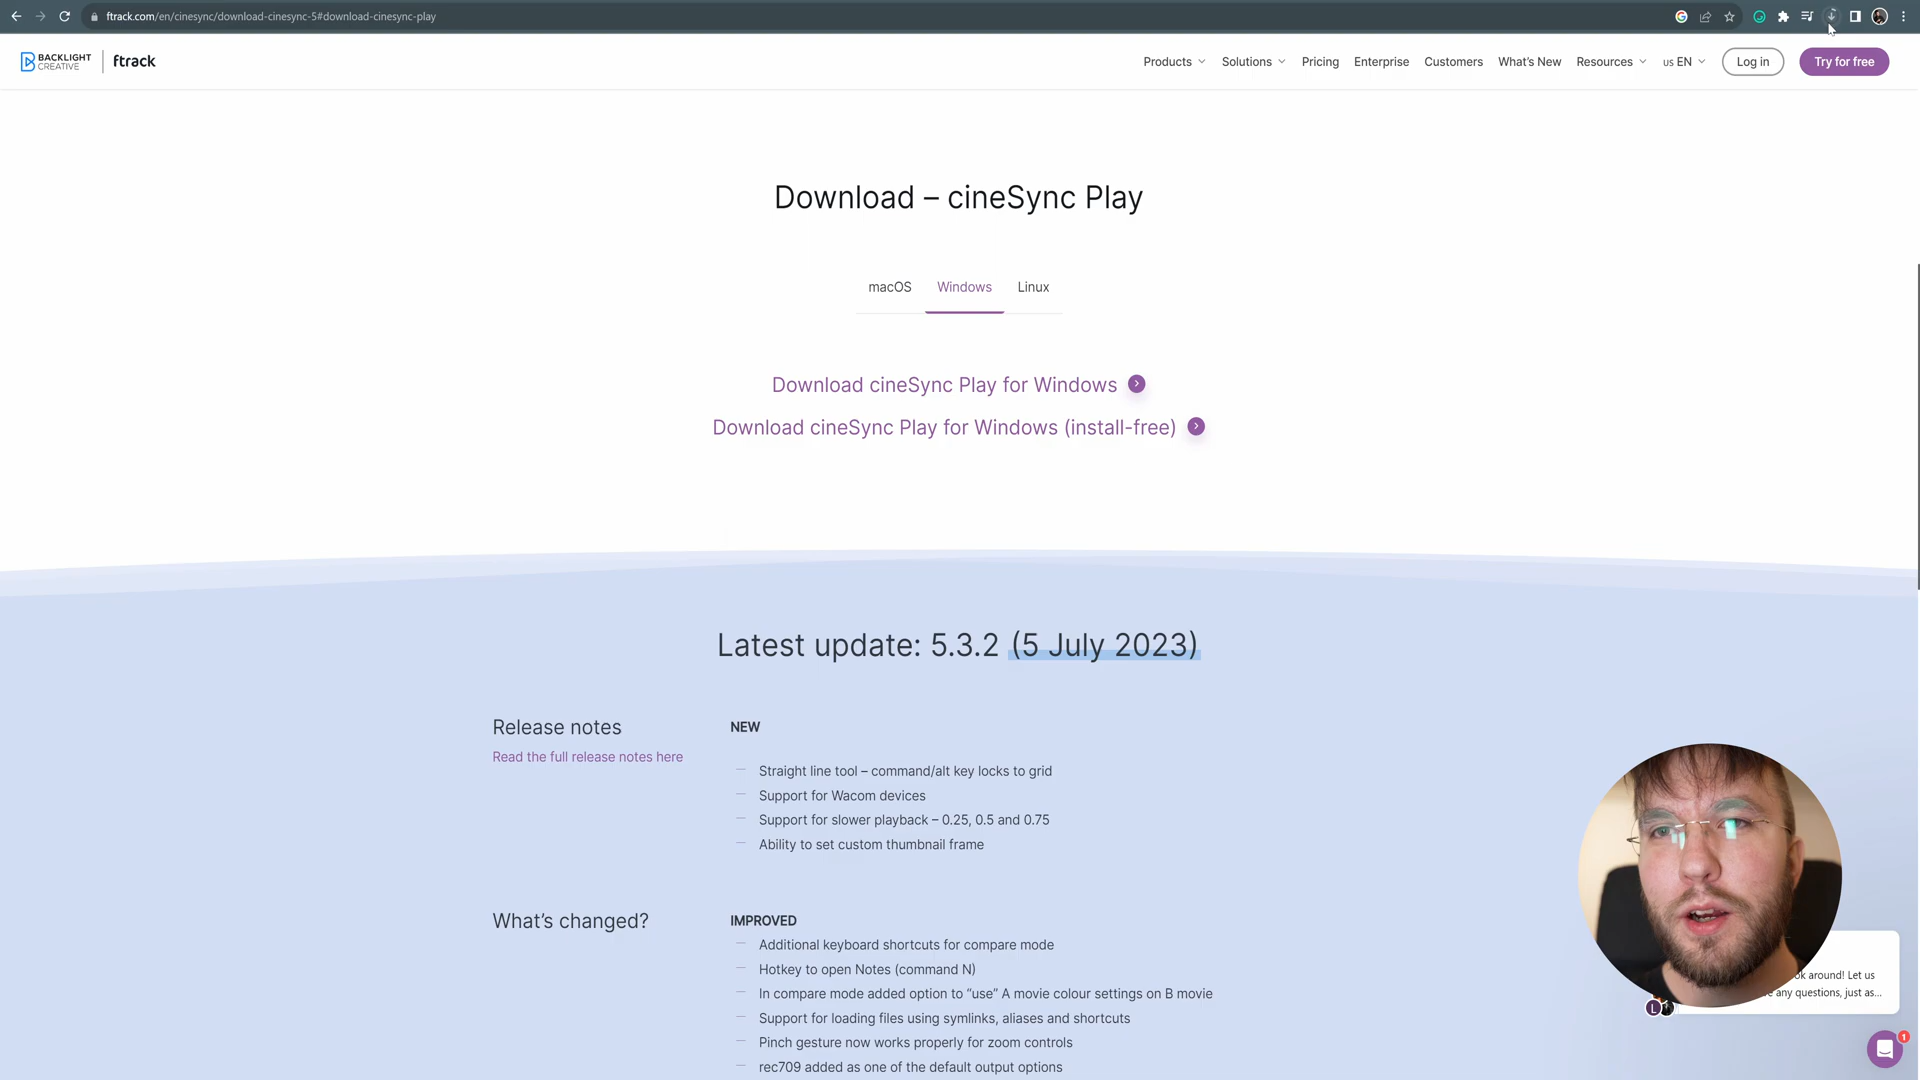 ftrack.com/en/cinesync/download-cinesync-5#download-cinesync-play
BACKLIGHT
CREATIVE
ftrack
Products
Solutions
Pricing
Enterprise
Customers
What's New
Resources
US EN
Log in
Try for free
Download – cineSync Play
macOS
Windows
Linux
Download cineSync Play for Windows
Download cineSync Play for Windows (install-free)
Latest update: 5.3.2 (5 July 2023)
Release notes
Read the full release notes here
NEW
Straight line tool – command/alt key locks to grid
Support for Wacom devices
Support for slower playback – 0.25, 0.5 and 0.75
Ability to set custom thumbnail frame
What's changed?
IMPROVED
Additional keyboard shortcuts for compare mode
Hotkey to open Notes (command N)
In compare mode added option to “use” A movie colour settings on B movie
Support for loading files using symlinks, aliases and shortcuts
Pinch gesture now works properly for zoom controls
rec709 added as one of the default output options
around! Let us
any questions, just as...
L
1